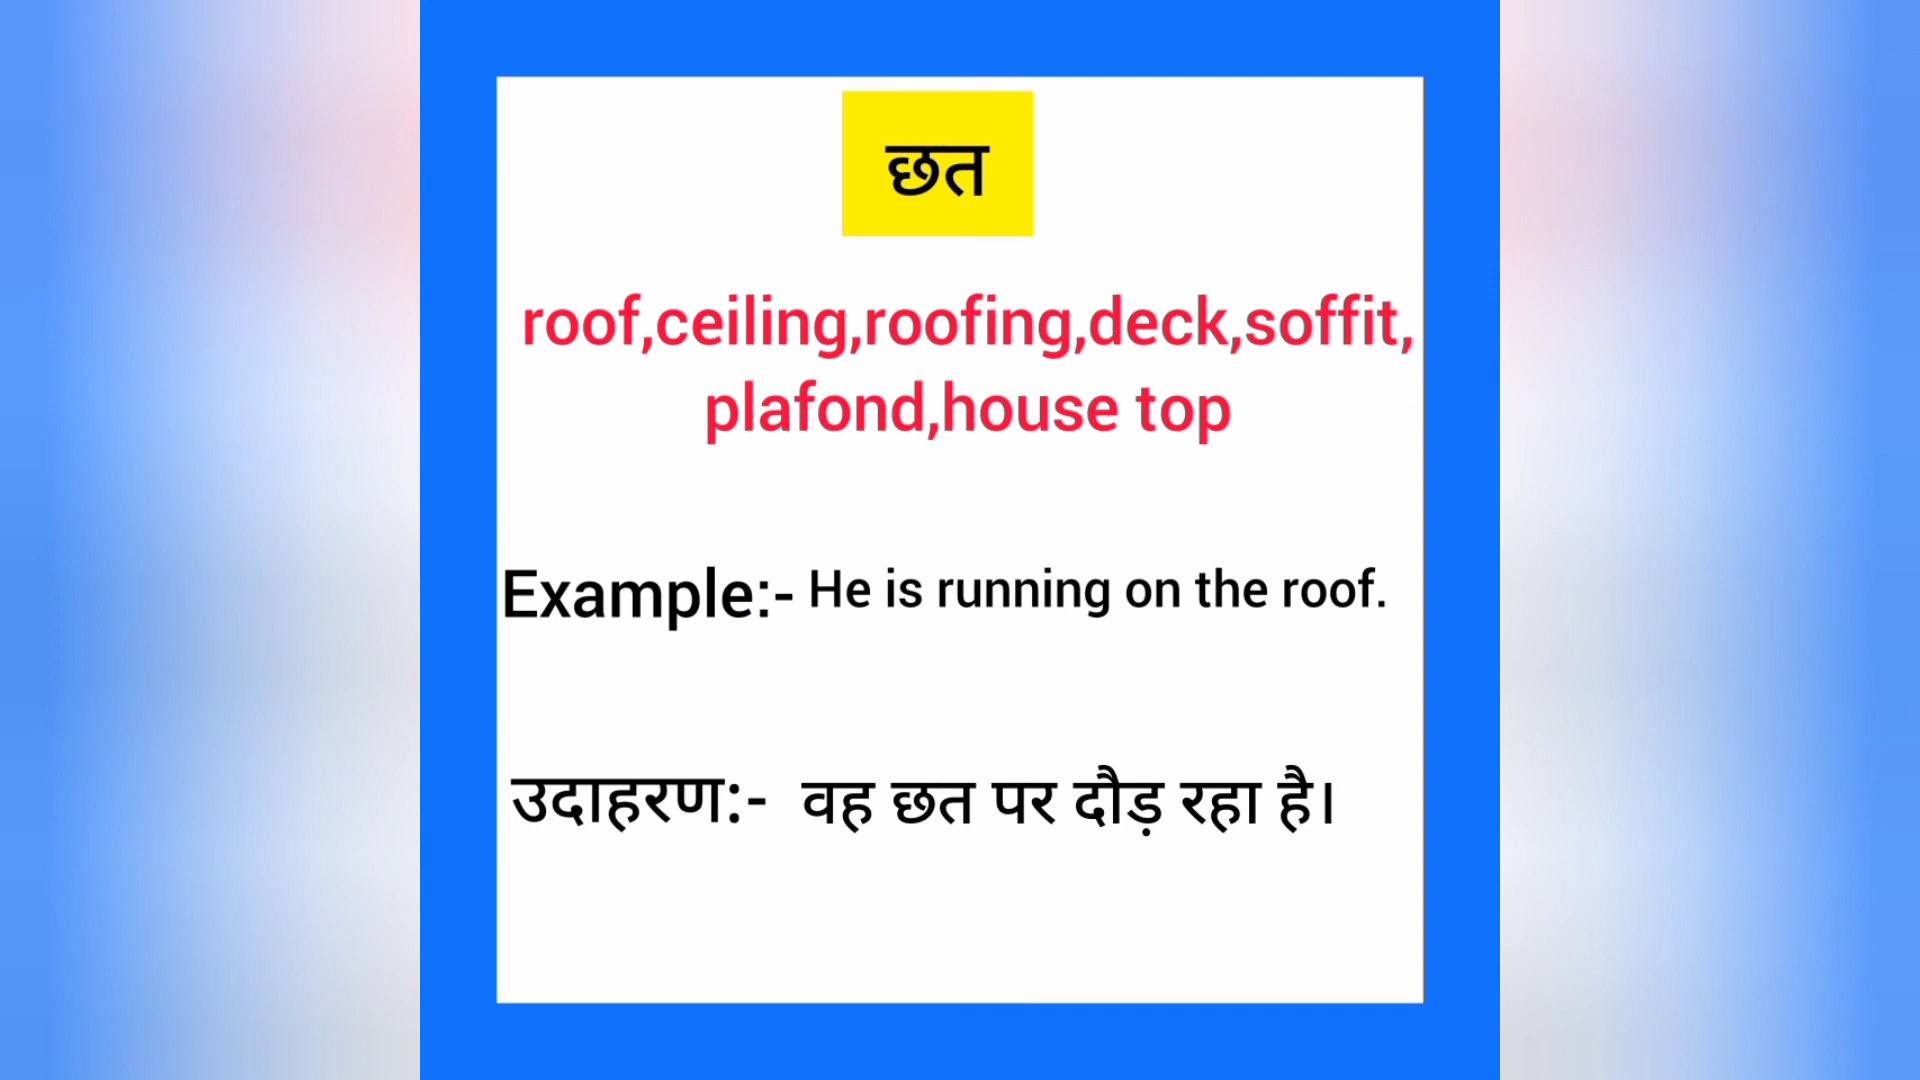 छत
roof,ceiling,roofing,deck,soffit,
plafond,house top
Example:- He is running on the roof.
उदाहरण:- वह छत पर दौड़ रहा है।